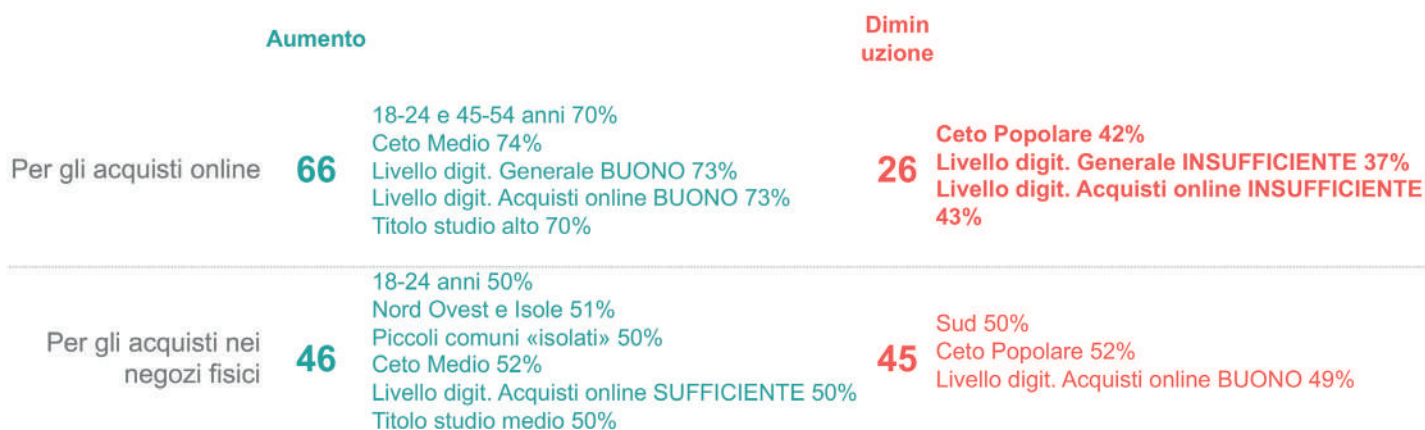 Aumento
Dimin
uzione
Per gli acquisti online
66
18-24 e 45-54 anni 70%
Ceto Medio 74%
Livello digit. Generale BUONO 73%
Livello digit. Acquisti online BUONO 73%
Titolo studio alto 70%
26
Ceto Popolare 42%
Livello digit. Generale INSUFFICIENTE 37%
Livello digit. Acquisti online INSUFFICIENTE
43%
Per gli acquisti nei
negozi fisici
46
18-24 anni 50%
Nord Ovest e Isole 51%
Piccoli comuni «isolati» 50%
Ceto Medio 52%
Livello digit. Acquisti online SUFFICIENTE 50%
Titolo studio medio 50%
45
Sud 50%
Ceto Popolare 52%
Livello digit. Acquisti online BUONO 49%